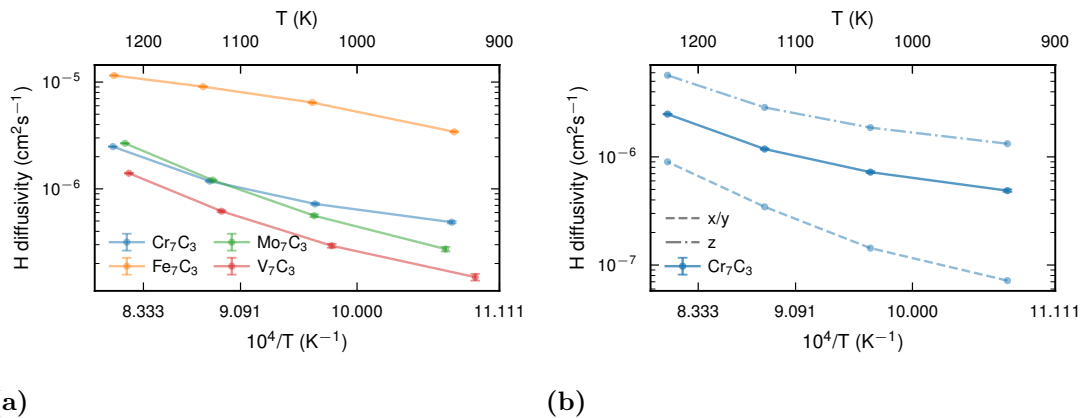 T (K)
1200 1100 1000 900
H diffusivity (cm²s⁻¹)
10⁻⁵
10⁻⁶
Cr₇C₃ Mo₇C₃
Fe₇C₃ V₇C₃
8.333 9.091 10.000 11.111
10⁴/T (K⁻¹)
a)
T (K)
1200 1100 1000 900
H diffusivity (cm²s⁻¹)
10⁻⁶
10⁻⁷
x/y
z
Cr₇C₃
8.333 9.091 10.000 11.111
10⁴/T (K⁻¹)
(b)